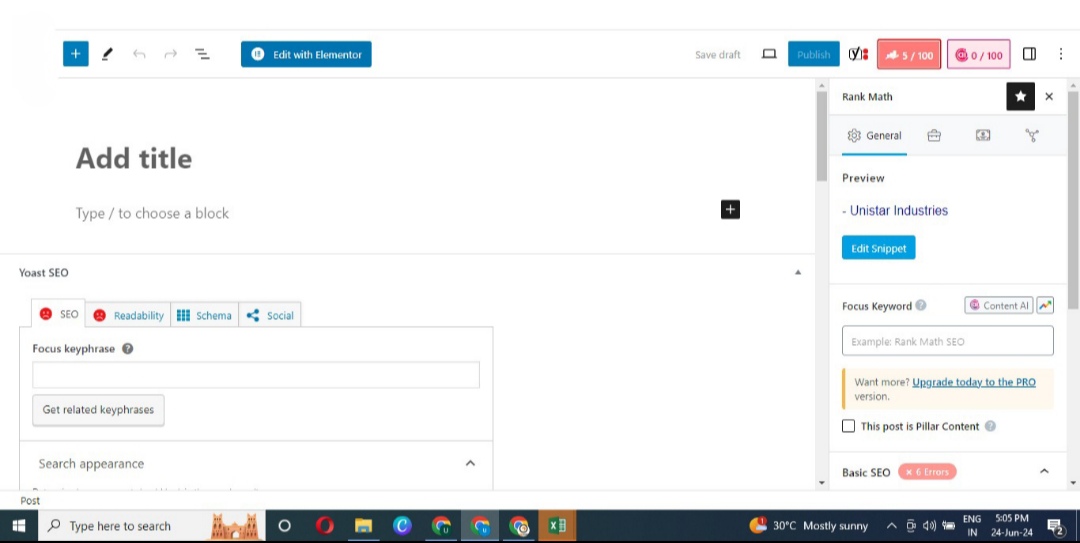 Edit with Elementor
Save draft
Publish
5 / 100
0 / 100
Rank Math
General
Add title
Preview
Type / to choose a block
- Unistar Industries
Edit Snippet
Yoast SEO
SEO
Readability
Schema
Social
Focus Keyword
Content AI
Focus keyphrase
Example: Rank Math SEO
Want more? Upgrade today to the PRO
version.
Get related keyphrases
This post is Pillar Content
Search appearance
Basic SEO
× 6 Errors
Post
Type here to search
30°C Mostly sunny
ENG
IN
5:05 PM
24-Jun-24
2